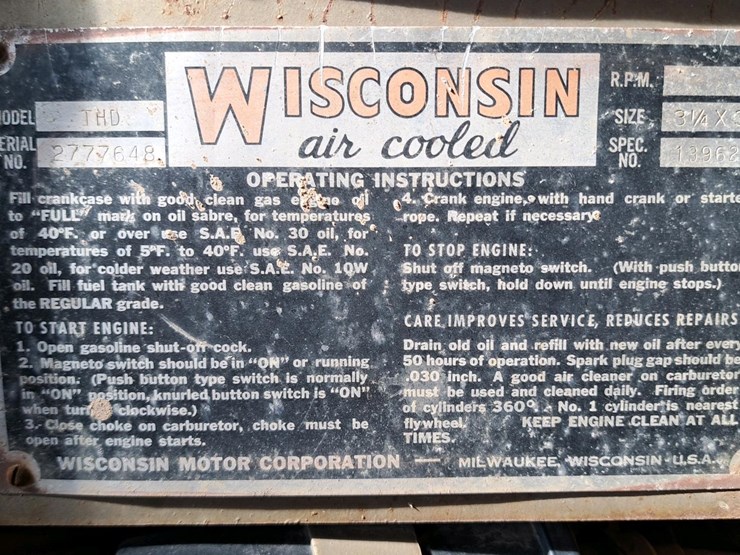 WISCONSIN
air cooled
ODEL THD
ERIAL NO. 2777648
R.P.M.
SIZE 3¼ X 3
SPEC. NO. 13962
OPERATING INSTRUCTIONS
Fill crankcase with good, clean gas engine oil
to "FULL" mark on oil sabre, for temperatures
of 40°F. or over use S.A.E. No. 30 oil, for
temperatures of 5°F. to 40°F. use S.A.E. No.
20 oil, for colder weather use S.A.E. No. 10W
oil. Fill fuel tank with good clean gasoline of
the REGULAR grade.
TO START ENGINE:
1. Open gasoline shut-off cock.
2. Magneto switch should be in "ON" or running
position. (Push button type switch is normally
in "ON" position, knurled button switch is "ON"
when turned clockwise.)
3. Close choke on carburetor, choke must be
open after engine starts.
4. Crank engine, with hand crank or starte
rope. Repeat if necessary.
TO STOP ENGINE:
Shut off magneto switch. (With push butto
type switch, hold down until engine stops.)
CARE IMPROVES SERVICE, REDUCES REPAIRS
Drain old oil and refill with new oil after every
50 hours of operation. Spark plug gap should be
.030 inch. A good air cleaner on carburetor
must be used and cleaned daily. Firing order
of cylinders 360°. No. 1 cylinder is nearest
flywheel. KEEP ENGINE CLEAN AT ALL
TIMES.
WISCONSIN MOTOR CORPORATION — MILWAUKEE, WISCONSIN - U.S.A.